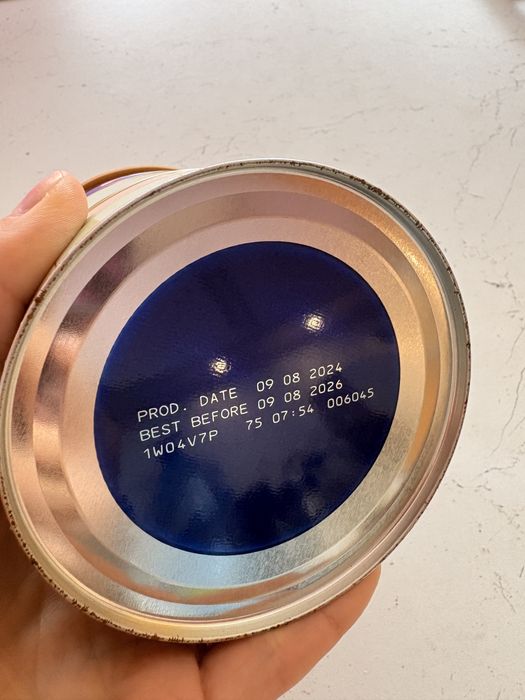 PROD. DATE 09 08 2024
BEST BEFORE 09 08 2026
1W04V7P 75 07:54 006045